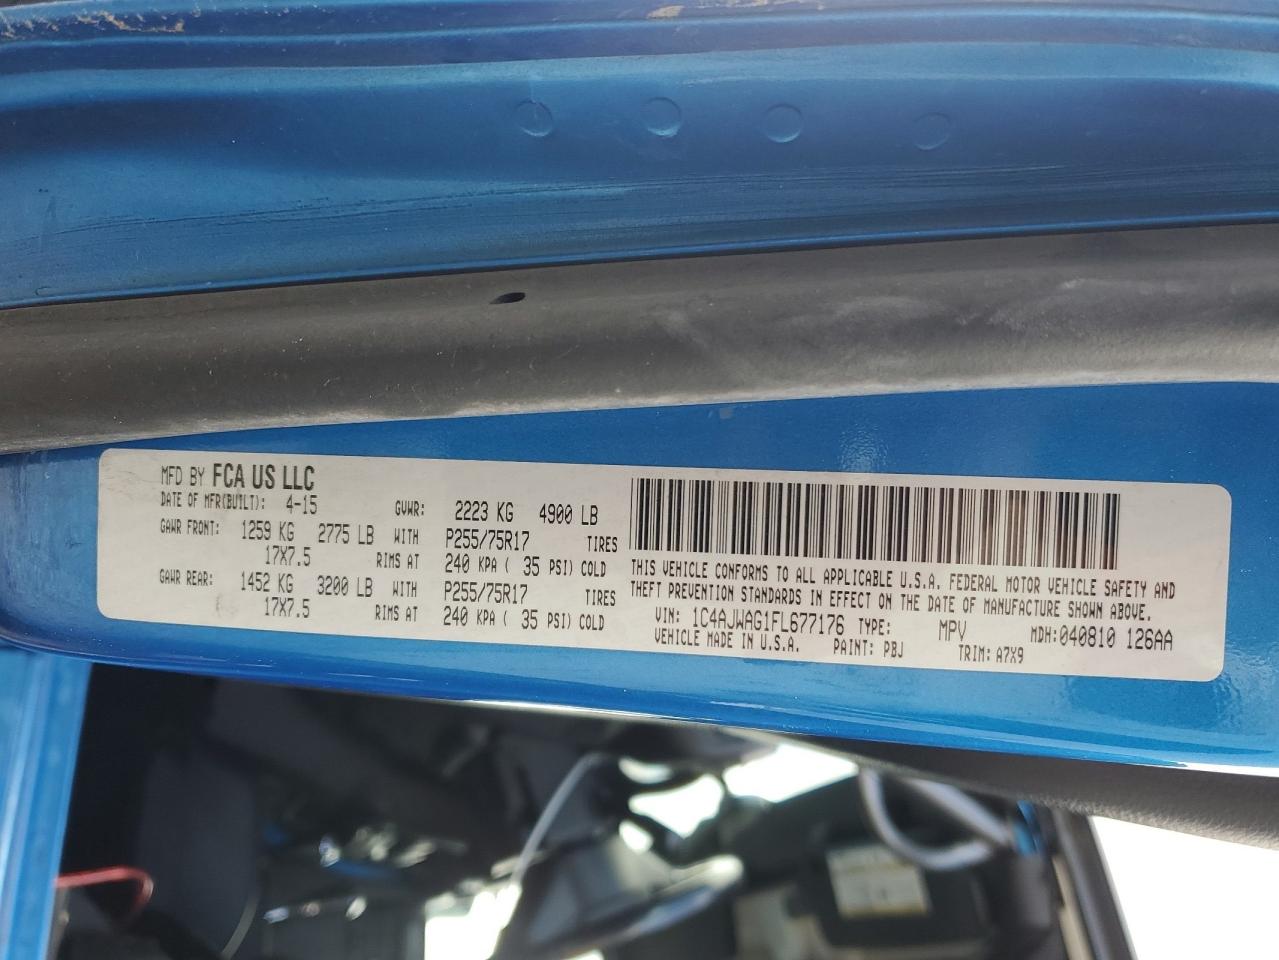 MFD BY FCA US LLC
DATE OF MFR(BUILT): 4-15 GVWR: 2223 KG 4900 LB
GAWR FRONT: 1259 KG 2775 LB WITH P255/75R17 TIRES
17X7.5 RIMS AT 240 KPA ( 35 PSI) COLD
GAWR REAR: 1452 KG 3200 LB WITH P255/75R17 TIRES
17X7.5 RIMS AT 240 KPA ( 35 PSI) COLD
THIS VEHICLE CONFORMS TO ALL APPLICABLE U.S.A. FEDERAL MOTOR VEHICLE SAFETY AND
THEFT PREVENTION STANDARDS IN EFFECT ON THE DATE OF MANUFACTURE SHOWN ABOVE.
VIN: 1C4AJWAG1FL677176 TYPE: MPV MDH:040810 126AA
VEHICLE MADE IN U.S.A. PAINT: PBJ TRIM: A7X9